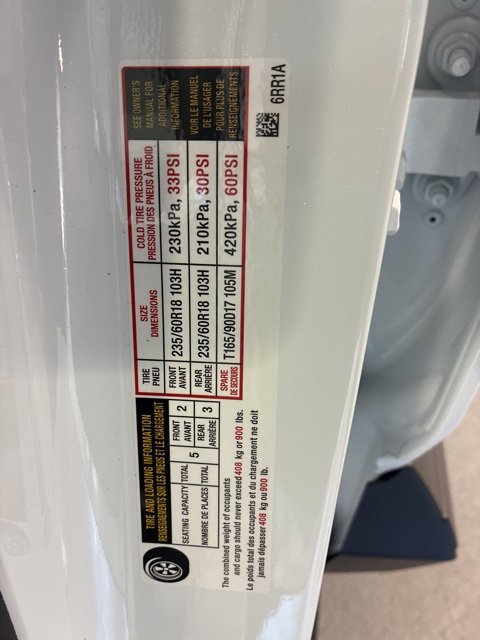 TIRE AND LOADING INFORMATION
RENSEIGNEMENTS SUR LES PNEUS ET LE CHARGEMENT
SEATING CAPACITY TOTAL 5 FRONT AVANT 2
NOMBRE DE PLACES TOTAL REAR ARRIÈRE 3
The combined weight of occupants
and cargo should never exceed 408 kg or 900 lbs.
Le poids total des occupants et du chargement ne doit
jamais dépasser 408 kg ou 900 lb.
TIRE
PNEU
SIZE
DIMENSIONS
COLD TIRE PRESSURE
PRESSION DES PNEUS À FROID
FRONT
AVANT
235/60R18 103H
230kPa, 33PSI
REAR
ARRIÈRE
235/60R18 103H
210kPa, 30PSI
SPARE
DE SECOURS
T165/90D17 105M
420kPa, 60PSI
SEE OWNER'S
MANUAL FOR
ADDITIONAL
INFORMATION
VOIR LE MANUEL
DE L'USAGER
POUR PLUS DE
RENSEIGNEMENTS
6RR1A